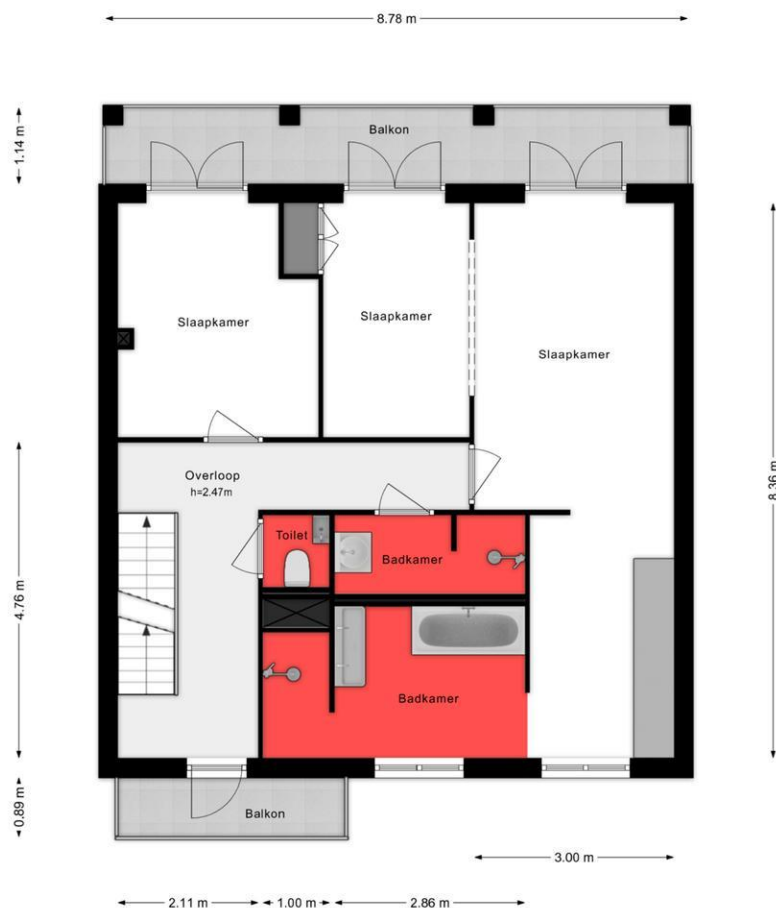 8.78 m
1.14 m
Balkon
Slaapkamer
Slaapkamer
Slaapkamer
Overloop
h=2.47m
8.36 m
Toilet
Badkamer
4.76 m
Badkamer
0.89 m
Balkon
3.00 m
2.11 m
1.00 m
2.86 m